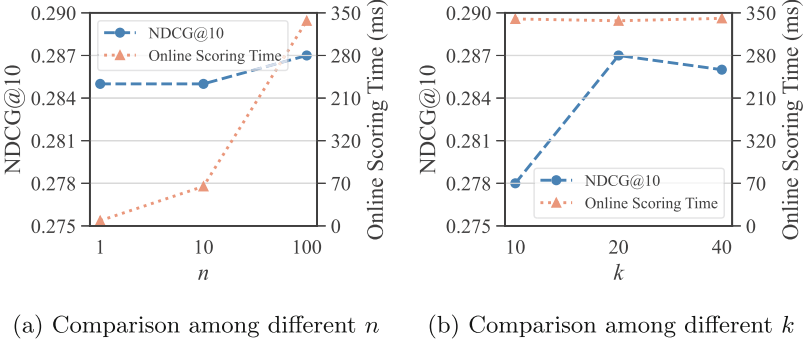 0.290
0.287
0.284
0.281
0.278
0.275
NDCG@10
NDCG@10
Online Scoring Time
350
280
210
320
70
0
Online Scoring Time (ms)
1
10
100
n
(a) Comparison among different n
0.290
0.287
0.284
0.281
0.278
0.275
NDCG@10
NDCG@10
Online Scoring Time
350
280
210
320
70
0
Online Scoring Time (ms)
10
20
40
k
(b) Comparison among different k